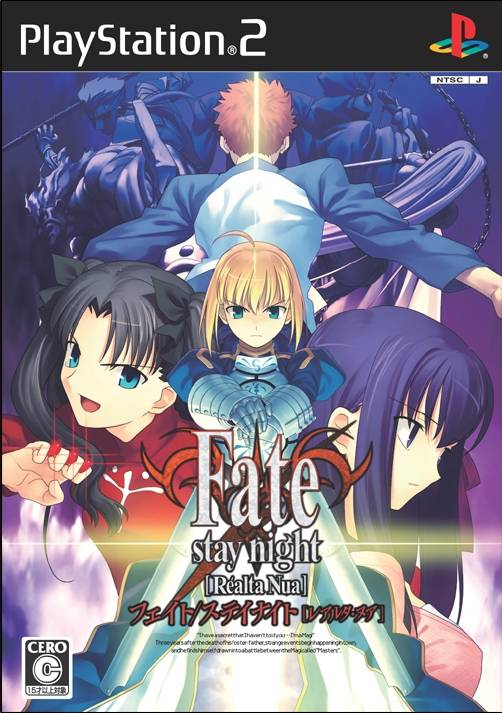 PlayStation®2
NTSC J
Fate
stay night
[Réalta Nua]
フェイト/ステイナイト[レアルタ・ヌア]
"I have a secret that I haven't told you -- I'm a Magi"
Three years after the death of his foster-father, strange events begin happening in town,
and he finds himself drawn into a battle between the Magi called "Masters".
CERO
C
15才以上対象